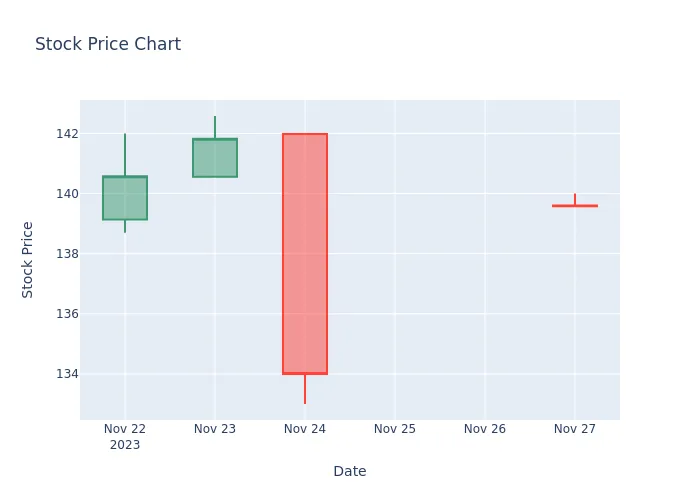 Stock Price Chart
142
140
138
136
134
Stock Price
Nov 22
2023
Nov 23
Nov 24
Nov 25
Nov 26
Nov 27
Date